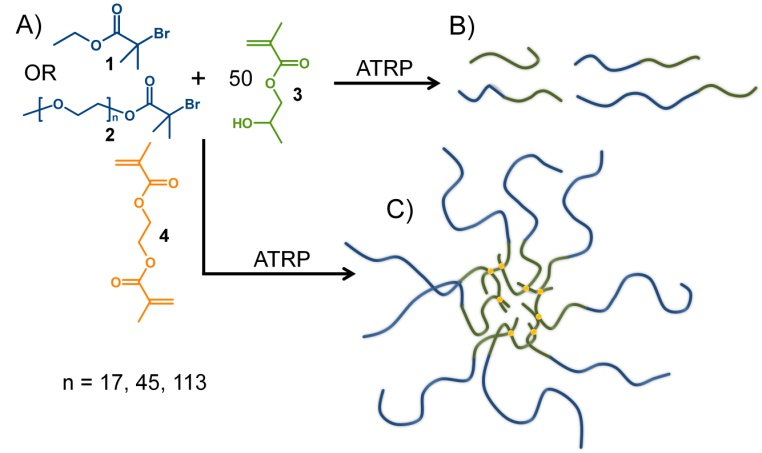 A)
O
O
Br
1
OR
O
O
n
O
Br
2
+
50
O
O
3
HO
ATRP
B)
O
O
4
O
O
ATRP
C)
n = 17, 45, 113